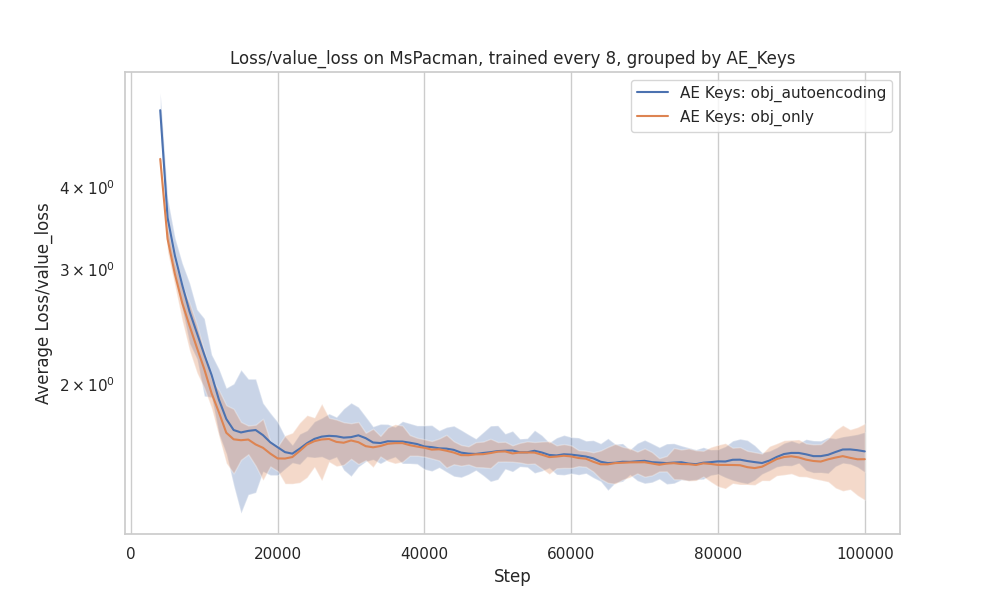 Loss/value_loss on MsPacman, trained every 8, grouped by AE_Keys
AE Keys: obj_autoencoding
AE Keys: obj_only
Average Loss/value_loss
4 × 10⁰
3 × 10⁰
2 × 10⁰
0
20000
40000
60000
80000
100000
Step